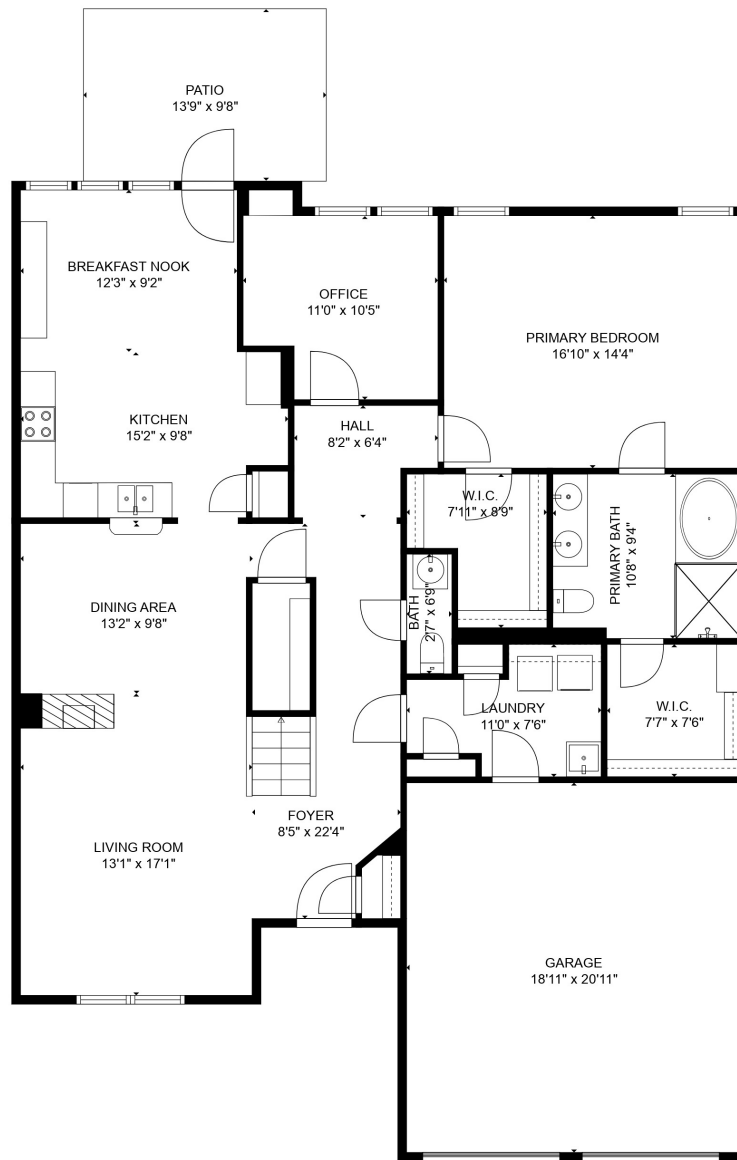 PATIO
13'9" x 9'8"
BREAKFAST NOOK
12'3" x 9'2"
OFFICE
11'0" x 10'5"
PRIMARY BEDROOM
16'10" x 14'4"
KITCHEN
15'2" x 9'8"
HALL
8'2" x 6'4"
W.I.C.
7'11" x 8'9"
PRIMARY BATH
10'8" x 9'4"
DINING AREA
13'2" x 9'8"
BATH
2'7" x 6'9"
LAUNDRY
11'0" x 7'6"
W.I.C.
7'7" x 7'6"
FOYER
8'5" x 22'4"
LIVING ROOM
13'1" x 17'1"
GARAGE
18'11" x 20'11"